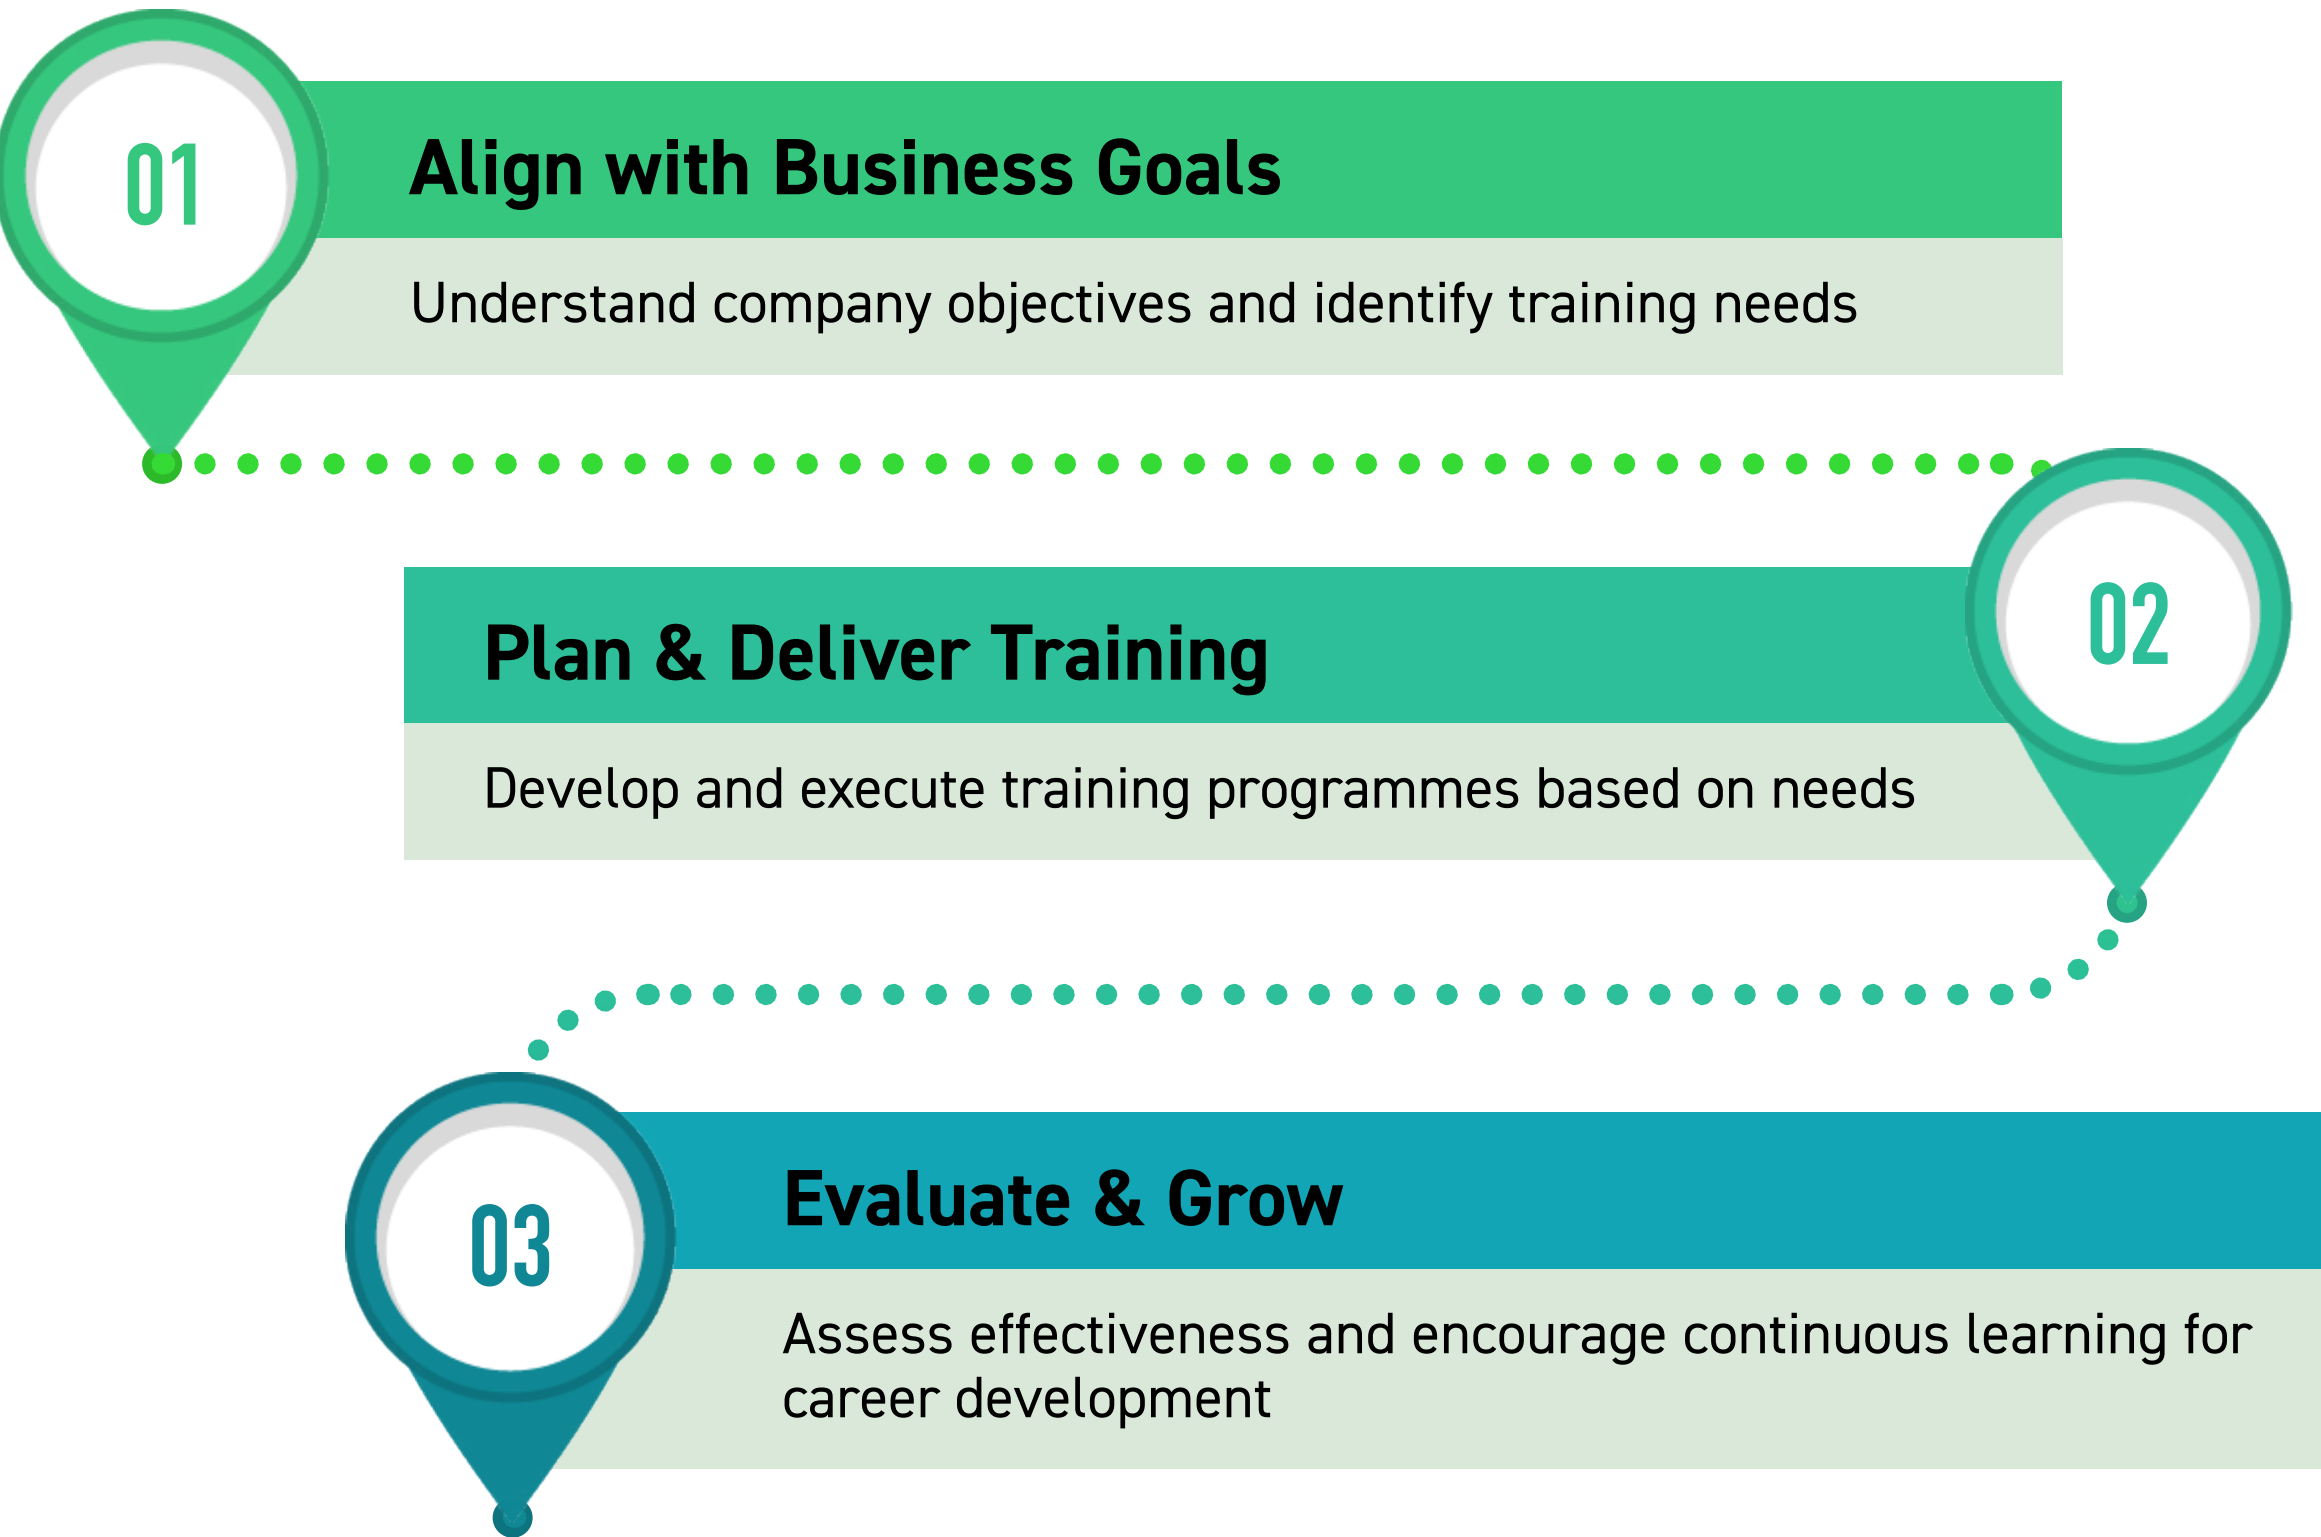 01
Align with Business Goals
Understand company objectives and identify training needs
02
Plan & Deliver Training
Develop and execute training programmes based on needs
03
Evaluate & Grow
Assess effectiveness and encourage continuous learning for
career development